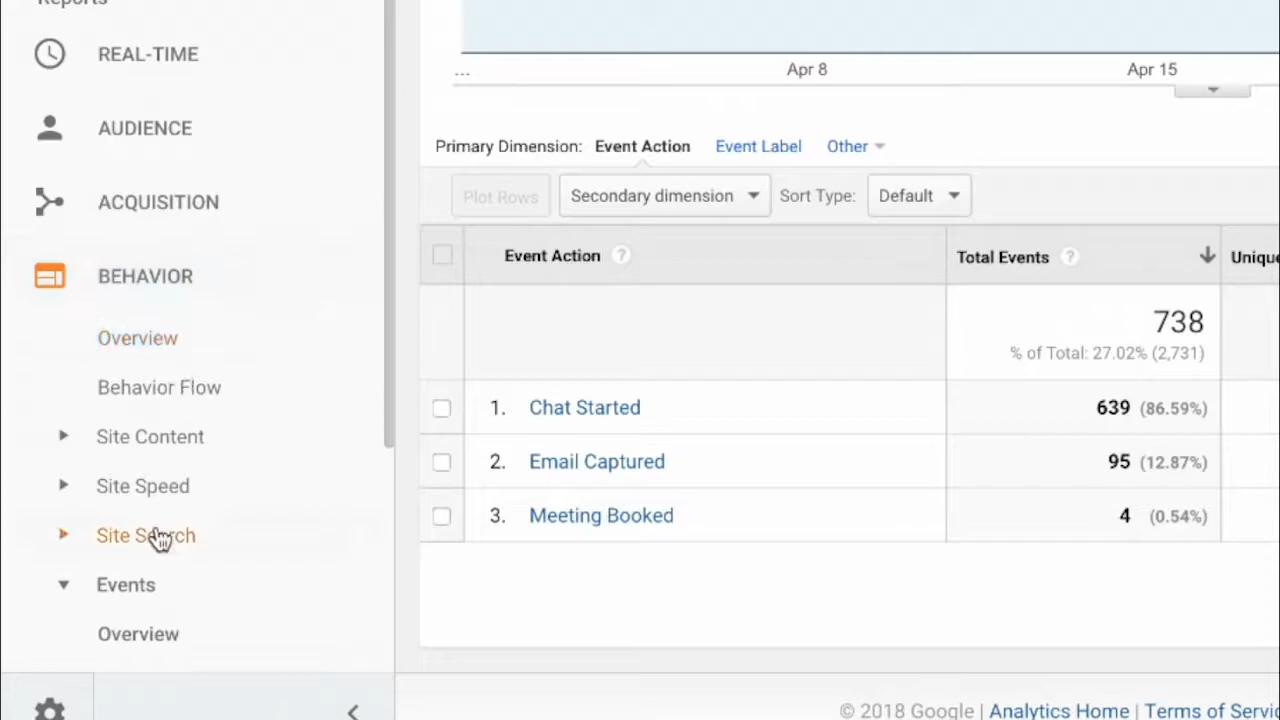 Reports
REAL-TIME
AUDIENCE
ACQUISITION
BEHAVIOR
Overview
Behavior Flow
Site Content
Site Speed
Site Search
Events
Overview
...
Apr 8
Apr 15
Primary Dimension: Event Action Event Label Other
Plot Rows Secondary dimension Sort Type: Default
Event Action ? Total Events ? Unique
738
% of Total: 27.02% (2,731)
1. Chat Started 639 (86.59%)
2. Email Captured 95 (12.87%)
3. Meeting Booked 4 (0.54%)
© 2018 Google | Analytics Home | Terms of Servic